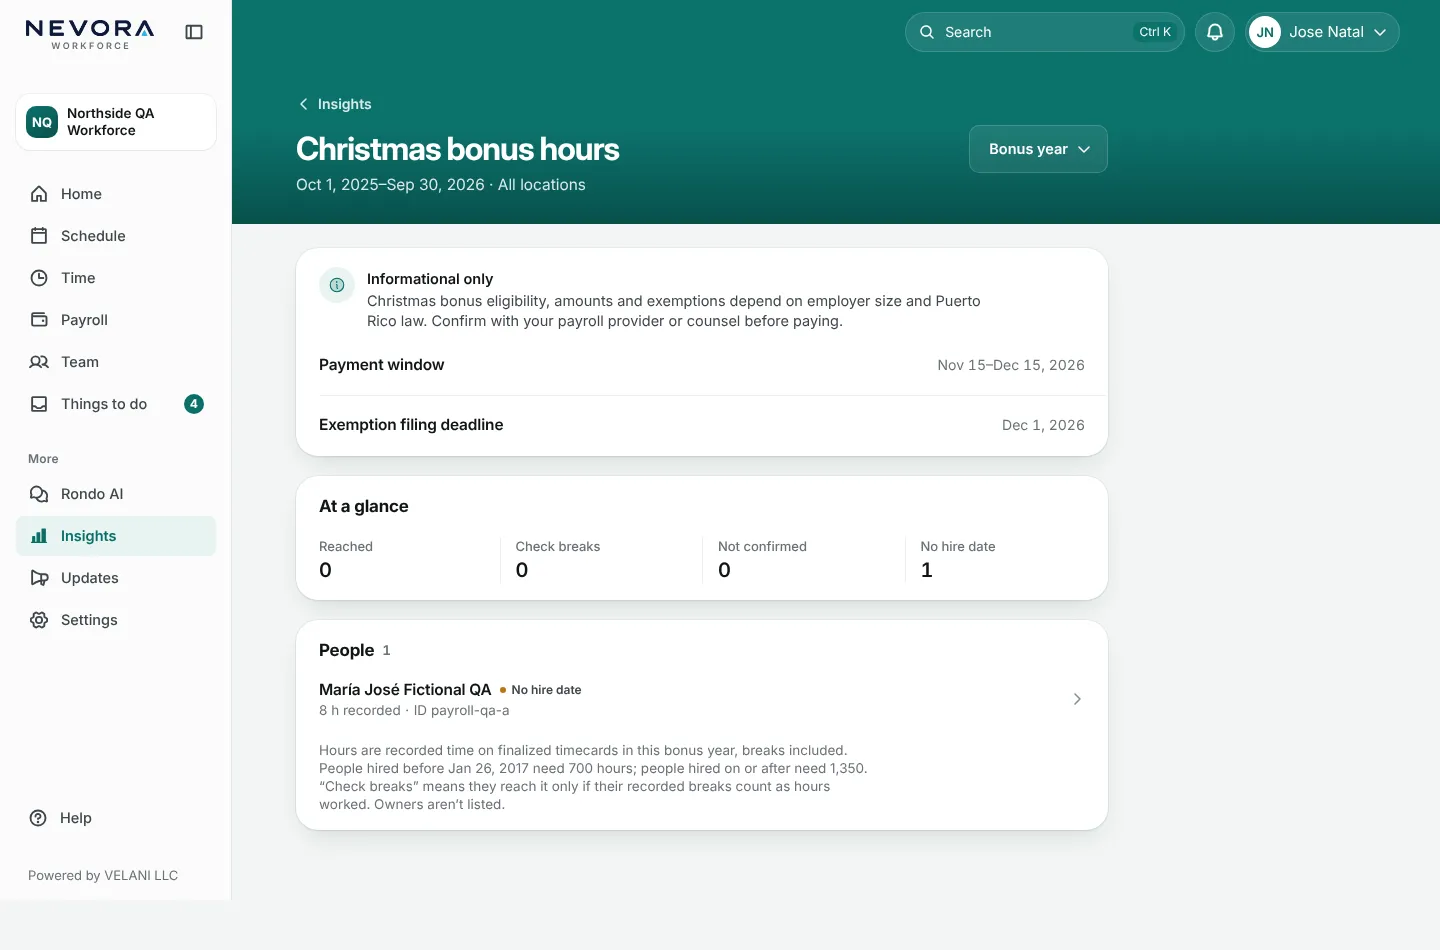 NEVORA
WORKFORCE
Search
Ctrl K
JN
Jose Natal
NQ
Northside QA
Workforce
Home
Schedule
Time
Payroll
Team
Things to do
4
More
Rondo AI
Insights
Updates
Settings
Help
Powered by VELANI LLC
Insights
Christmas bonus hours
Oct 1, 2025–Sep 30, 2026 · All locations
Bonus year
Informational only
Christmas bonus eligibility, amounts and exemptions depend on employer size and Puerto
Rico law. Confirm with your payroll provider or counsel before paying.
Payment window
Nov 15–Dec 15, 2026
Exemption filing deadline
Dec 1, 2026
At a glance
Reached
0
Check breaks
0
Not confirmed
0
No hire date
1
People 1
María José Fictional QA
No hire date
8 h recorded · ID payroll-qa-a
Hours are recorded time on finalized timecards in this bonus year, breaks included.
People hired before Jan 26, 2017 need 700 hours; people hired on or after need 1,350.
“Check breaks” means they reach it only if their recorded breaks count as hours
worked. Owners aren’t listed.